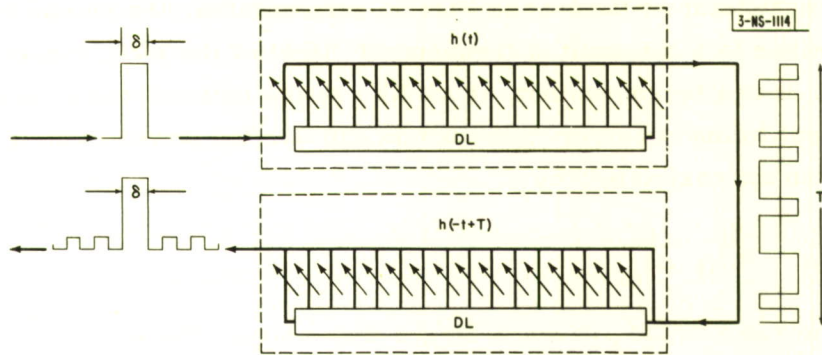 3-NS-1114
δ
h(t)
DL
T
δ
h(-t+T)
DL